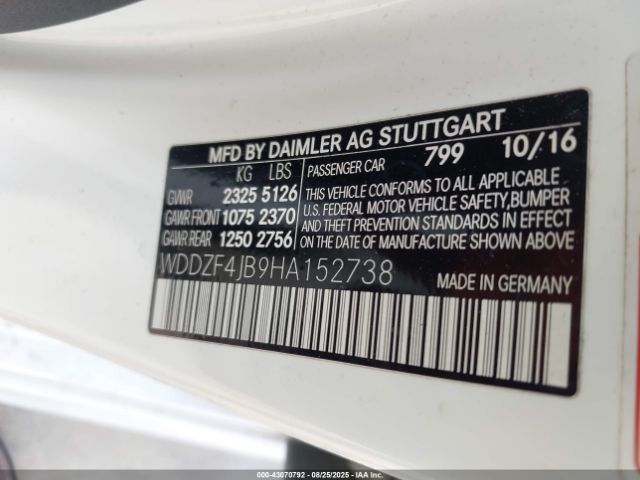 MFD BY DAIMLER AG STUTTGART
KG LBS PASSENGER CAR 799 10/16
GVWR 2325 5126
GAWR FRONT 1075 2370
GAWR REAR 1250 2756
THIS VEHICLE CONFORMS TO ALL APPLICABLE
U.S. FEDERAL MOTOR VEHICLE SAFETY,BUMPER
AND THEFT PREVENTION STANDARDS IN EFFECT
ON THE DATE OF MANUFACTURE SHOWN ABOVE.
WDDZF4JB9HA152738 MADE IN GERMANY
000-43070792 - 08/25/2025 - IAA Inc.